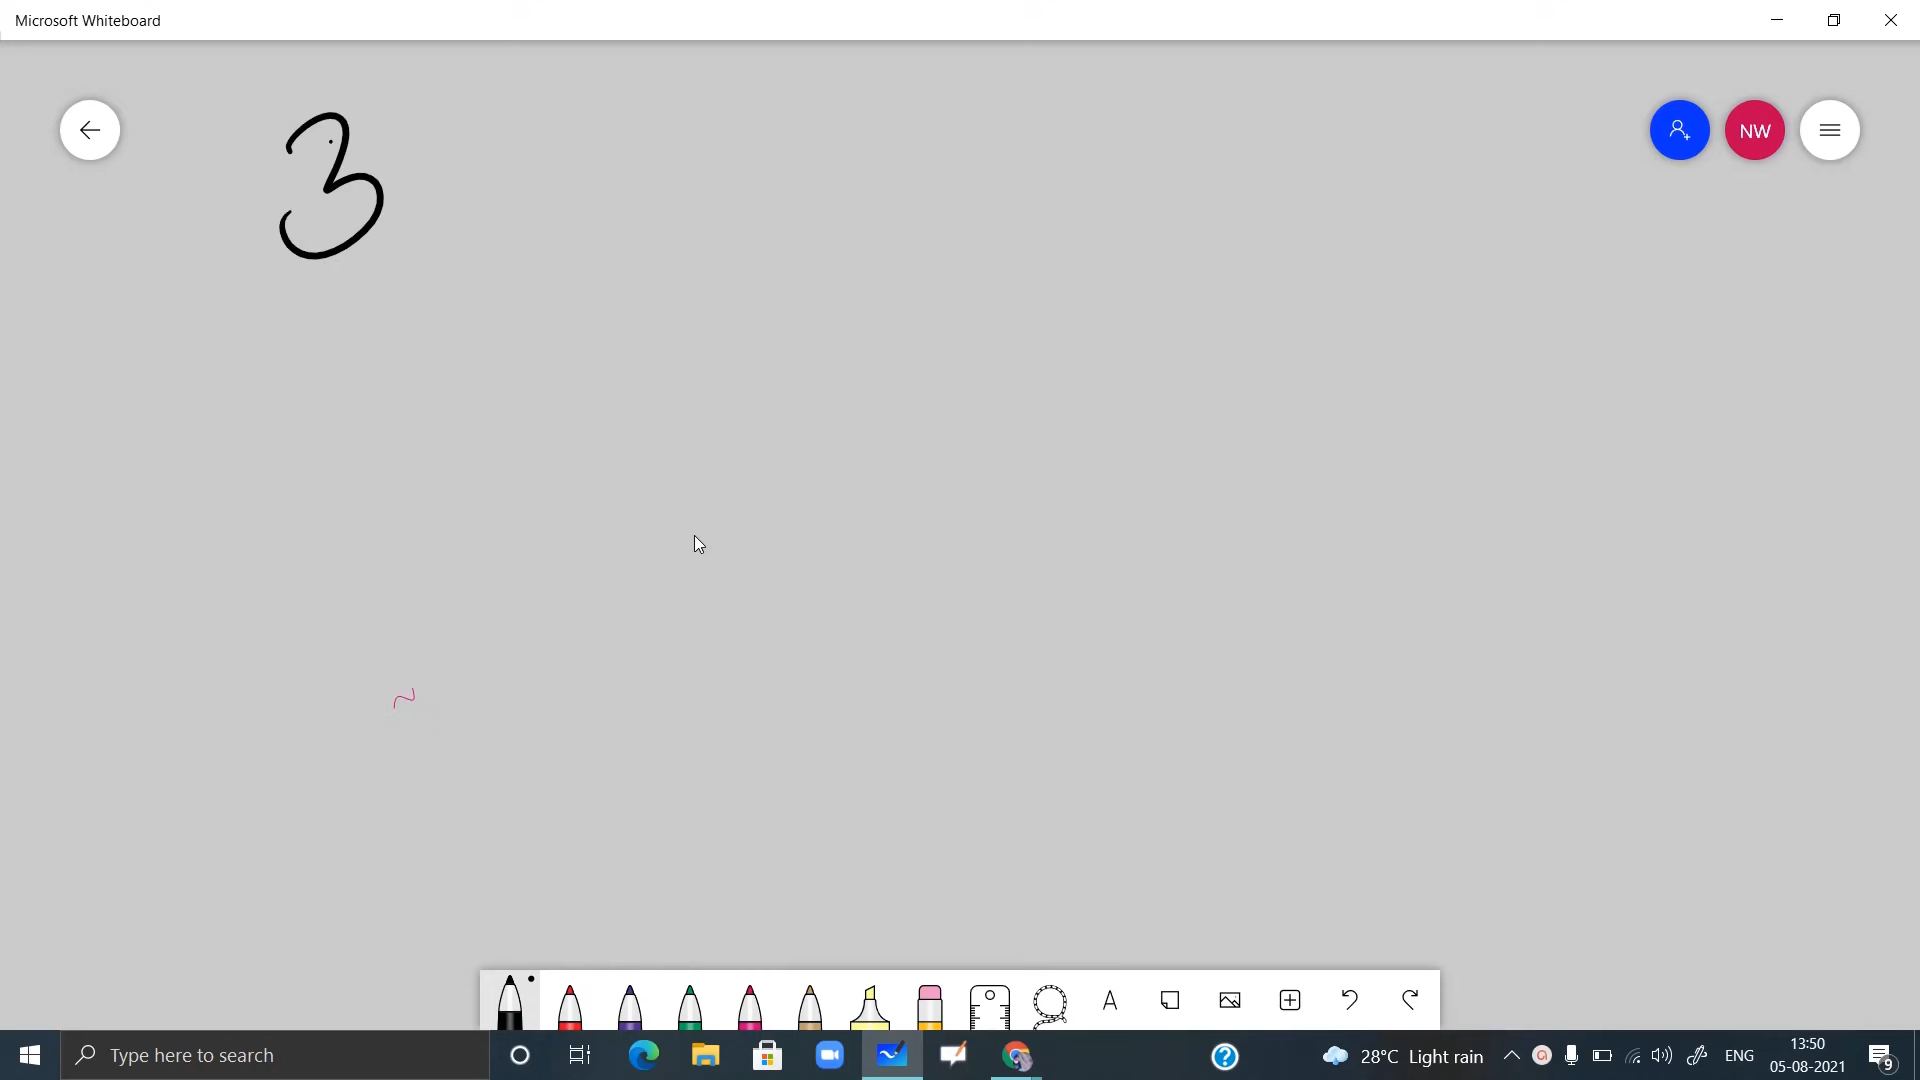 Microsoft Whiteboard
3
NW
A
Type here to search
28°C Light rain
ENG
13:50
05-08-2021
9